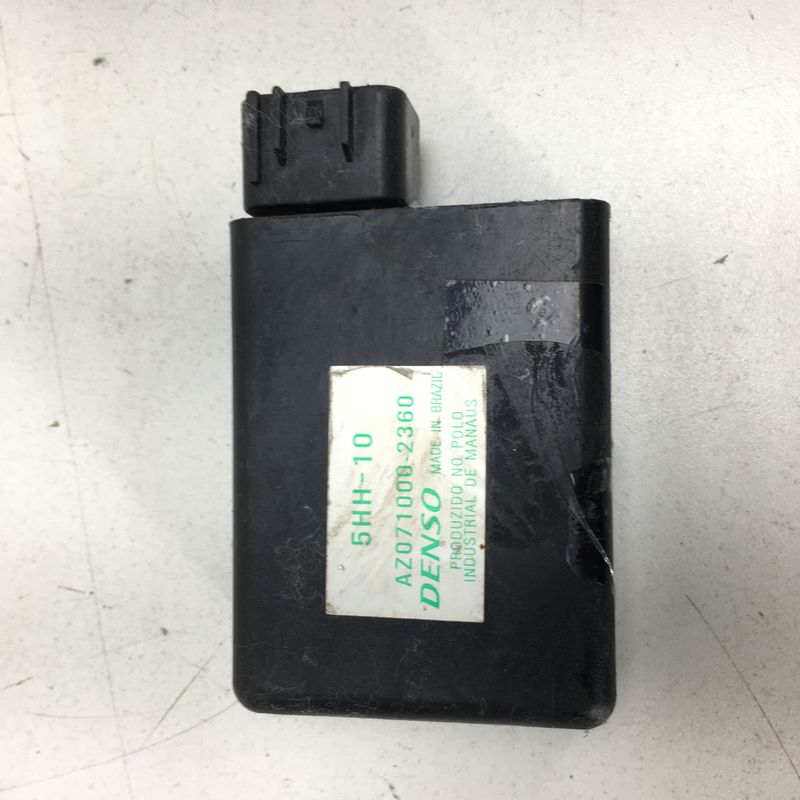 5HH-10
AZ071000-2360
DENSO MADE IN BRAZIL
PRODUZIDO NO POLO
INDUSTRIAL DE MANAUS